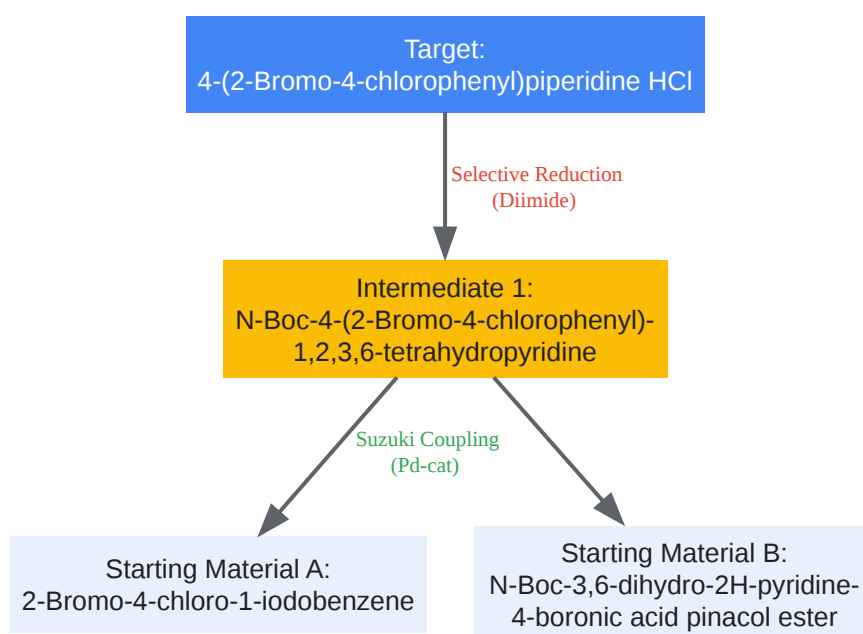 Target:
4-(2-Bromo-4-chlorophenyl)piperidine HCl
Selective Reduction
(Diimide)
Intermediate 1:
N-Boc-4-(2-Bromo-4-chlorophenyl)-
1,2,3,6-tetrahydropyridine
Suzuki Coupling
(Pd-cat)
Starting Material A:
2-Bromo-4-chloro-1-iodobenzene
Starting Material B:
N-Boc-3,6-dihydro-2H-pyridine-
4-boronic acid pinacol ester